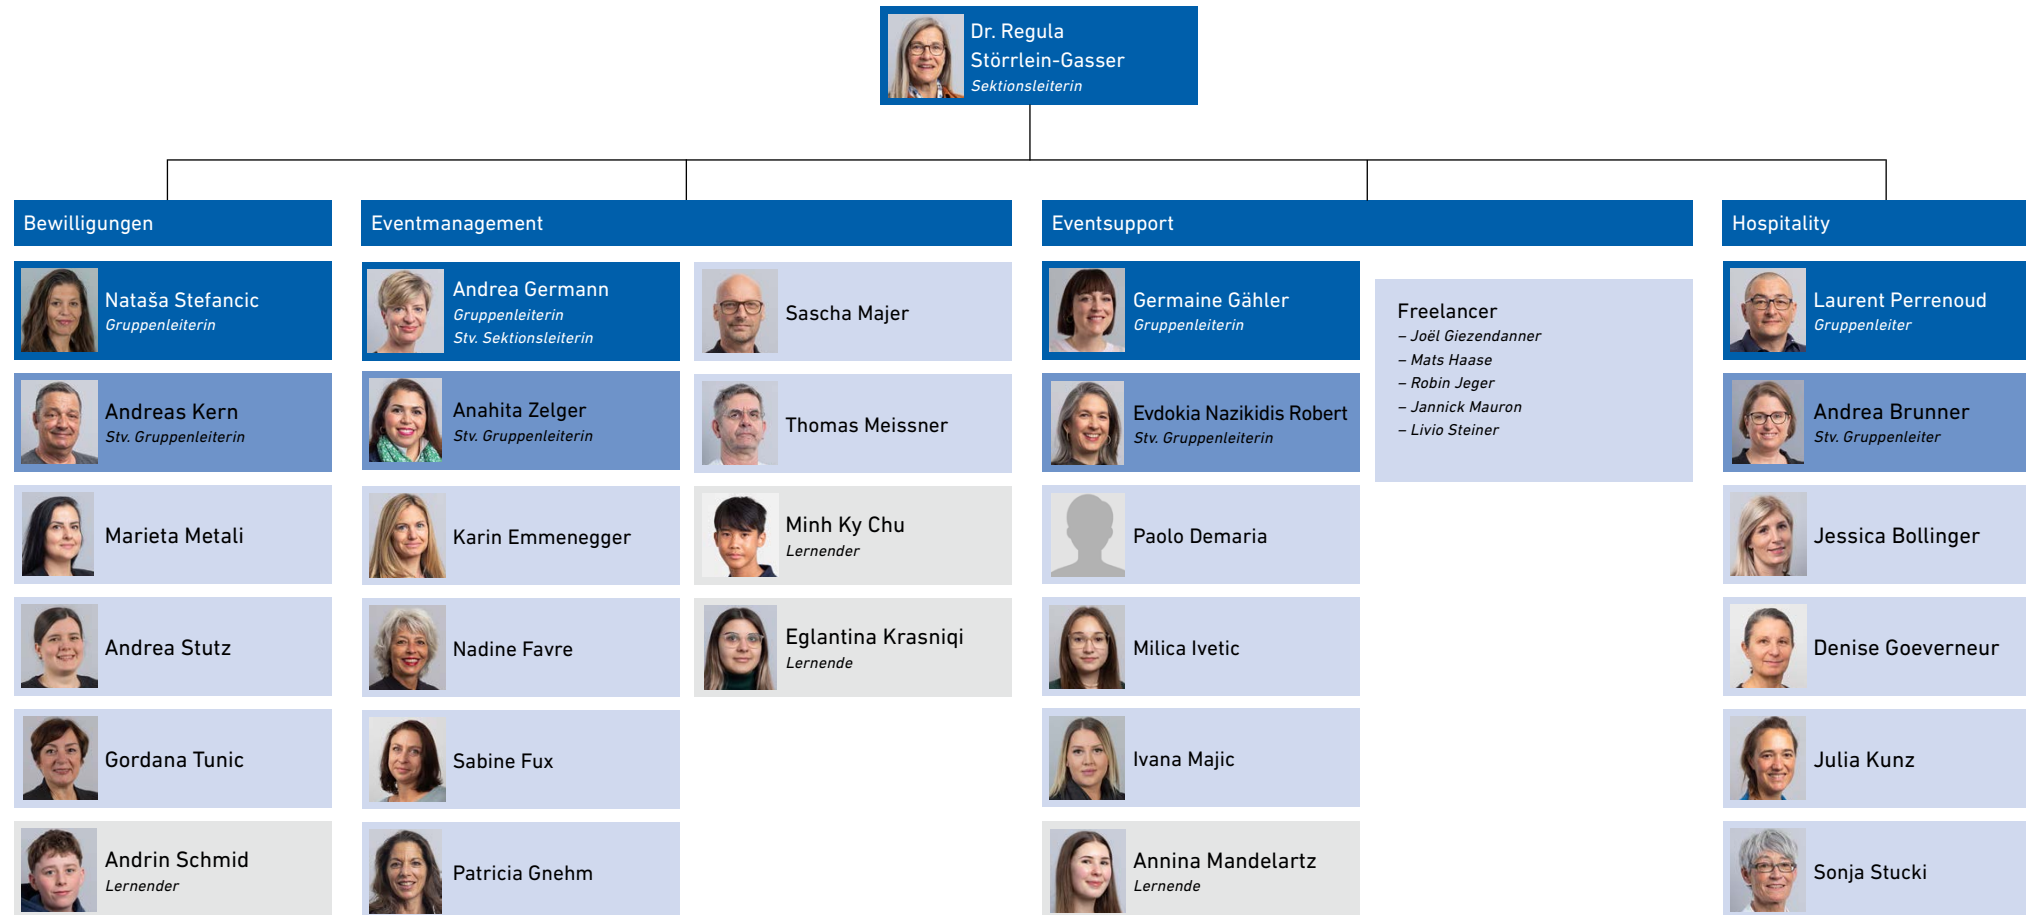 Dr. Regula
Störrlein-Gasser
Sektionsleiterin
Bewilligungen
Nataša Stefancic
Gruppenleiterin
Andreas Kern
Stv. Gruppenleiterin
Marieta Metali
Andrea Stutz
Gordana Tunic
Andrin Schmid
Lernender
Eventmanagement
Andrea Germann
Gruppenleiterin
Stv. Sektionsleiterin
Anahita Zelger
Stv. Gruppenleiterin
Karin Emmenegger
Nadine Favre
Sabine Fux
Patricia Gnehm
Sascha Majer
Thomas Meissner
Minh Ky Chu
Lernender
Eglantina Krasniqi
Lernende
Eventsupport
Germaine Gähler
Gruppenleiterin
Evdokia Nazikidis Robert
Stv. Gruppenleiterin
Paolo Demaria
Milica Ivetic
Ivana Majic
Annina Mandelartz
Lernende
Freelancer
– Joël Giezendanner
– Mats Haase
– Robin Jeger
– Jannick Mauron
– Livio Steiner
Hospitality
Laurent Perrenoud
Gruppenleiter
Andrea Brunner
Stv. Gruppenleiter
Jessica Bollinger
Denise Goeverneur
Julia Kunz
Sonja Stucki